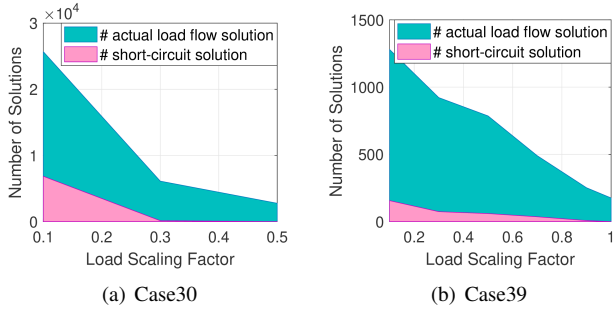 ×10⁴
3
2
1
0
Number of Solutions
# actual load flow solution
# short-circuit solution
0.1 0.2 0.3 0.4 0.5
Load Scaling Factor
(a) Case30
1500
1000
500
0
Number of Solutions
# actual load flow solution
# short-circuit solution
0.2 0.4 0.6 0.8 1
Load Scaling Factor
(b) Case39